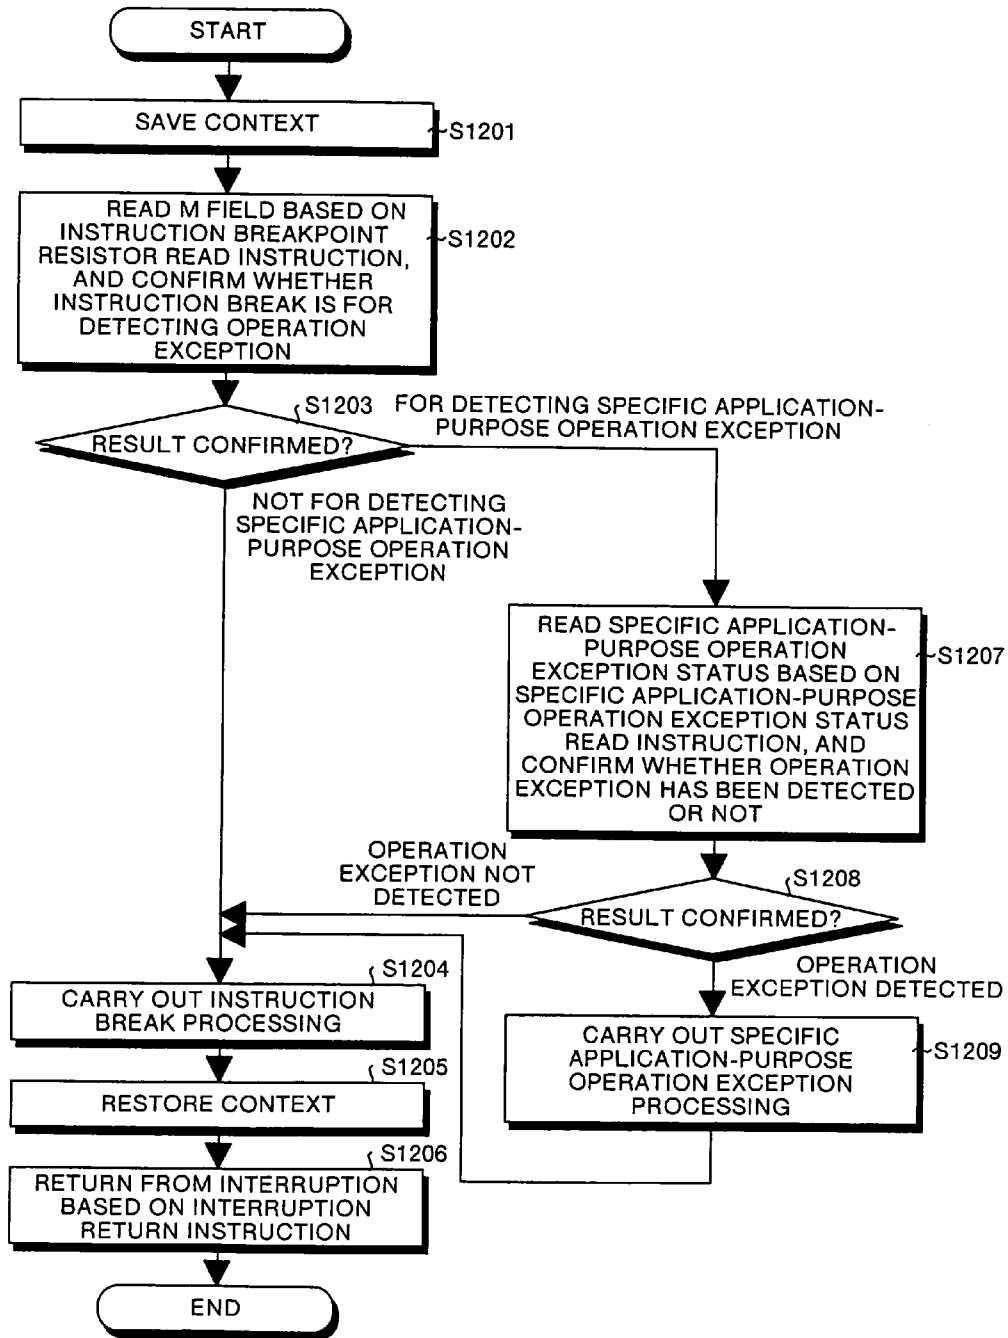 START
SAVE CONTEXT
S1201
READ M FIELD BASED ON
INSTRUCTION BREAKPOINT
RESISTOR READ INSTRUCTION,
AND CONFIRM WHETHER
INSTRUCTION BREAK IS FOR
DETECTING OPERATION
EXCEPTION
S1202
S1203
RESULT CONFIRMED?
FOR DETECTING SPECIFIC APPLICATION-
PURPOSE OPERATION EXCEPTION
NOT FOR DETECTING
SPECIFIC APPLICATION-
PURPOSE OPERATION
EXCEPTION
READ SPECIFIC APPLICATION-
PURPOSE OPERATION
EXCEPTION STATUS BASED ON
SPECIFIC APPLICATION-PURPOSE
OPERATION EXCEPTION STATUS
READ INSTRUCTION, AND
CONFIRM WHETHER OPERATION
EXCEPTION HAS BEEN DETECTED
OR NOT
S1207
OPERATION
EXCEPTION NOT
DETECTED
S1208
RESULT CONFIRMED?
OPERATION
EXCEPTION DETECTED
S1204
CARRY OUT INSTRUCTION
BREAK PROCESSING
CARRY OUT SPECIFIC
APPLICATION-PURPOSE
OPERATION EXCEPTION
PROCESSING
S1209
S1205
RESTORE CONTEXT
S1206
RETURN FROM INTERRUPTION
BASED ON INTERRUPTION
RETURN INSTRUCTION
END